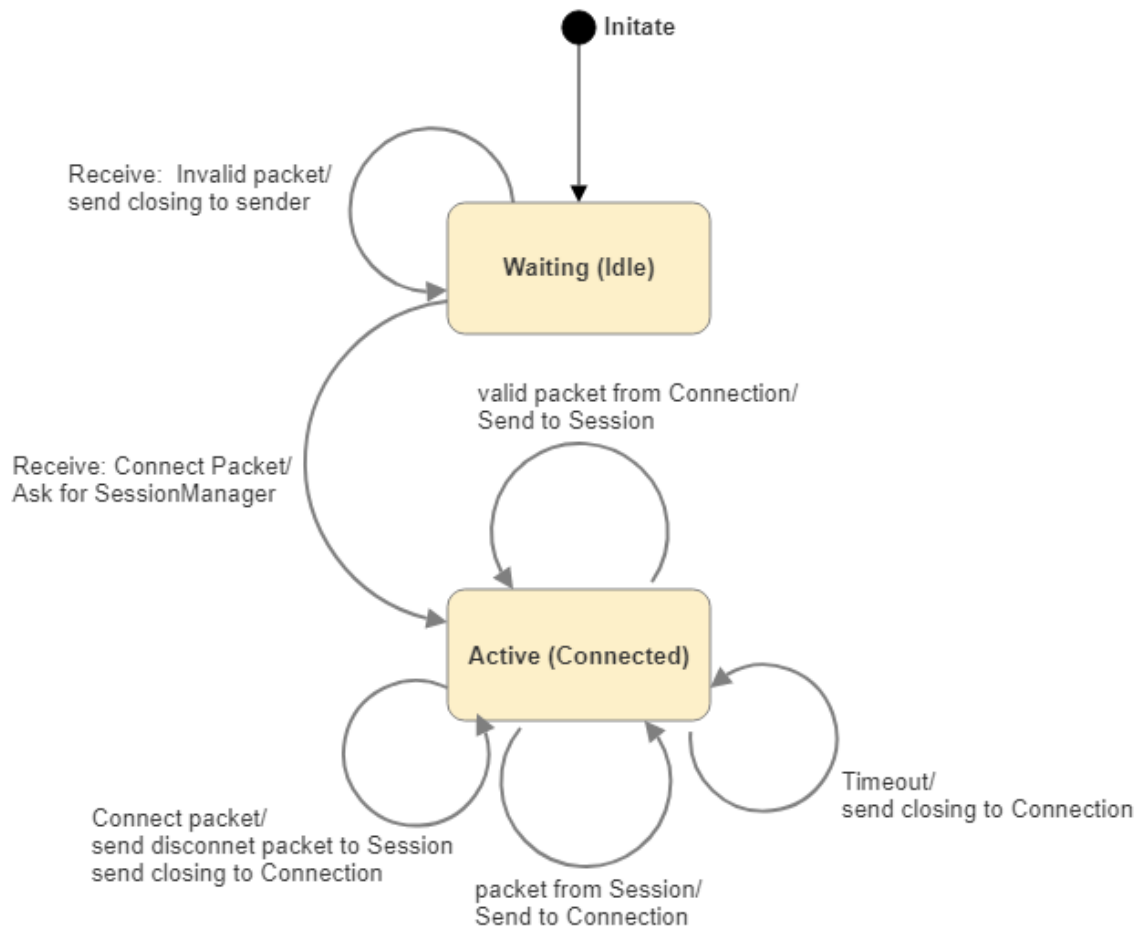 Initate
Receive:  Invalid packet/
send closing to sender
Waiting (Idle)
valid packet from Connection/
Send to Session
Receive: Connect Packet/
Ask for SessionManager
Active (Connected)
Timeout/
send closing to Connection
Connect packet/
send disconnet packet to Session
send closing to Connection
packet from Session/
Send to Connection